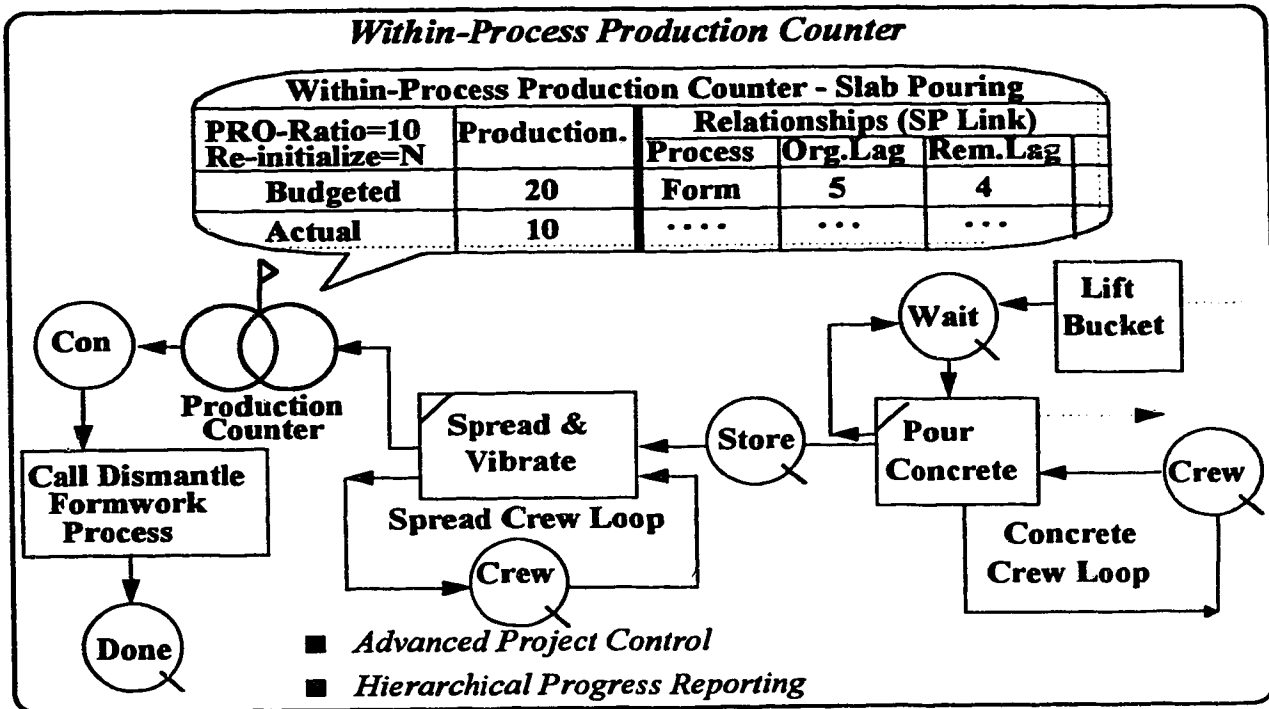 Within-Process Production Counter
Within-Process Production Counter - Slab Pouring
PRO-Ratio=10
Re-initialize=N
Production.
Relationships (SP Link)
Process Org.Lag Rem.Lag
Budgeted 20 Form 5 4
Actual 10 .... ... ...
Con
Production
Counter
Call Dismantle
Formwork
Process
Done
Spread &
Vibrate
Spread Crew Loop
Crew
Store
Wait
Lift
Bucket
Pour
Concrete
Crew
Concrete
Crew Loop
■ Advanced Project Control
■ Hierarchical Progress Reporting